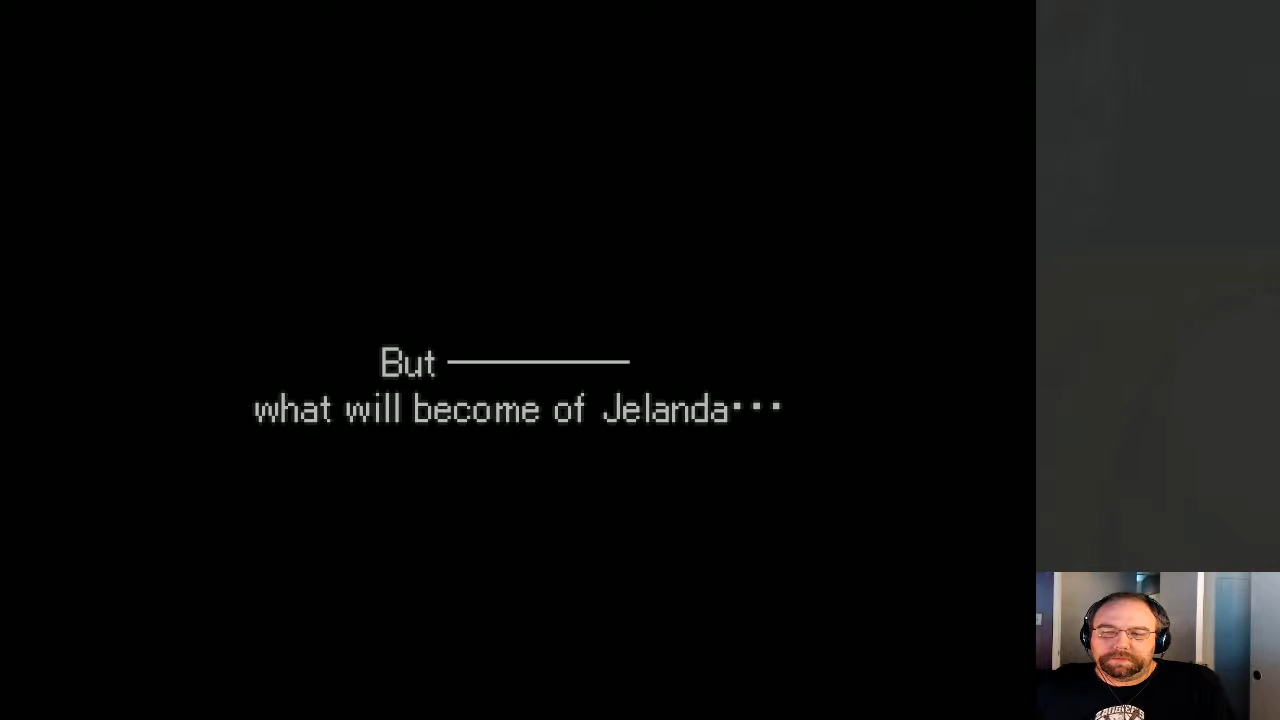 But ————
what will become of Jelanda···